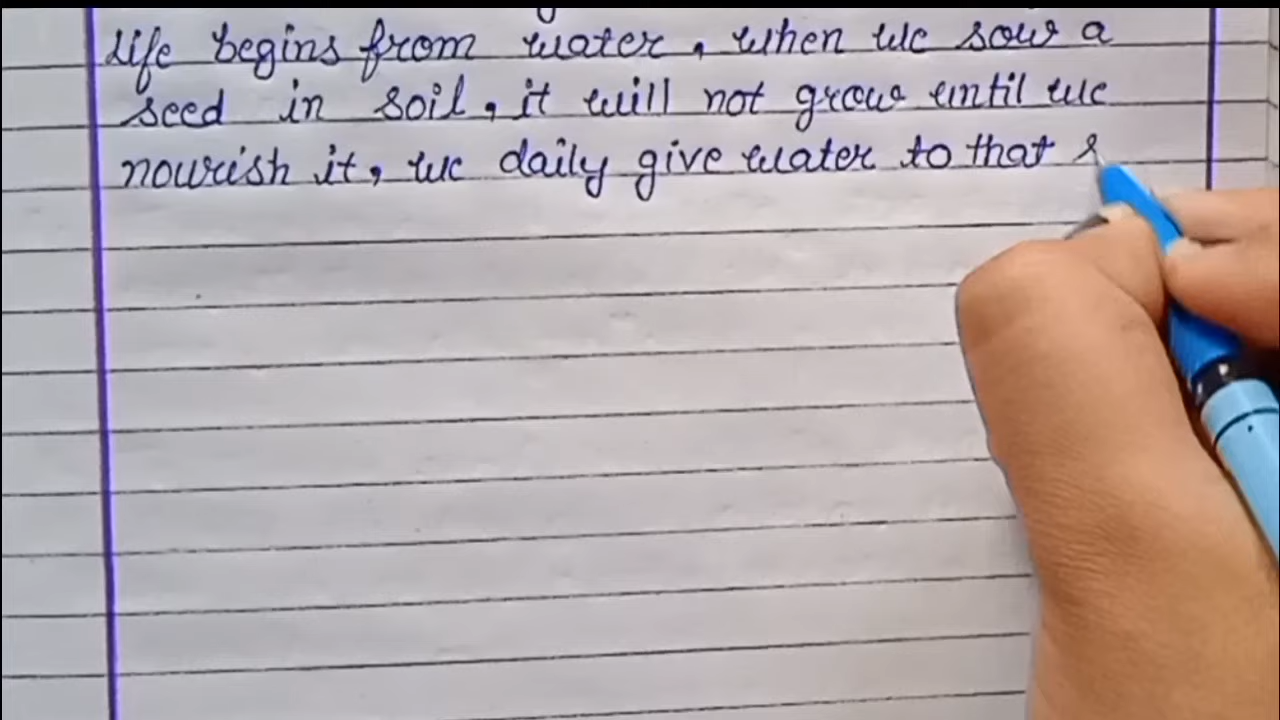 life begins from water, when we sow a
seed in soil, it will not grow until we
nourish it, we daily give water to that s